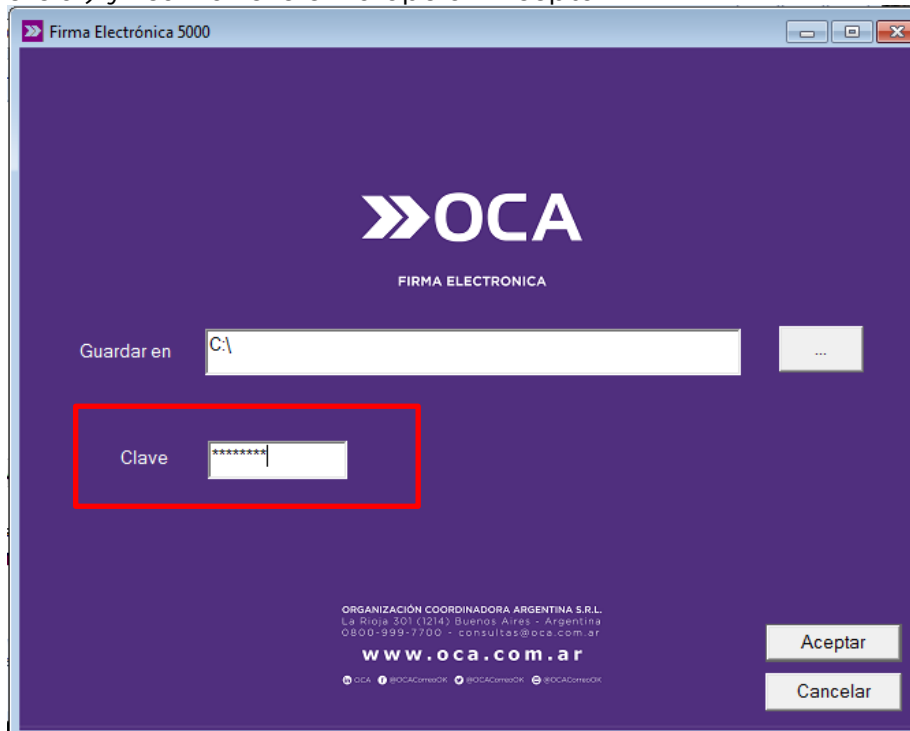 Firma Electrónica 5000
OCA
FIRMA ELECTRONICA
Guardar en C:\ ...
Clave ********
ORGANIZACIÓN COORDINADORA ARGENTINA S.R.L.
La Rioja 301 (1214) Buenos Aires - Argentina
0800-999-7700 - consultas@oca.com.ar
www.oca.com.ar
OCA @OCACorreoOK @OCACorreoOK @OCACorreoOK
Aceptar
Cancelar